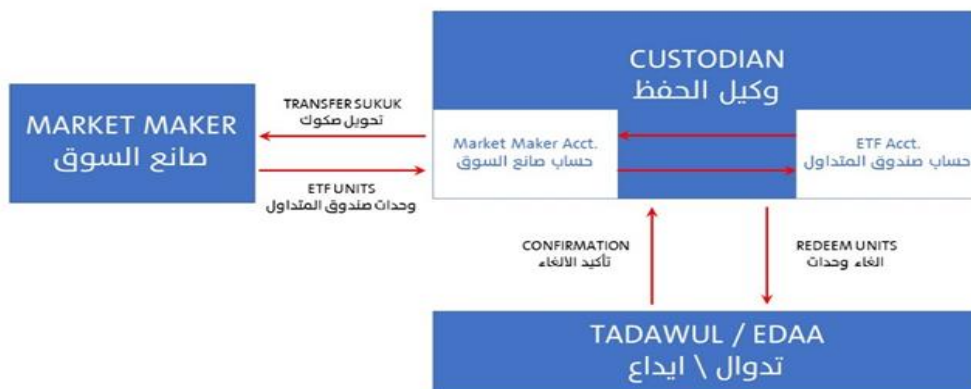 CUSTODIAN
وكيل الحفظ
MARKET MAKER
صانع السوق
TRANSFER SUKUK
تحويل صكوك
ETF UNITS
وحدات صندوق المتداول
Market Maker Acct.
حساب صانع السوق
ETF Acct.
حساب صندوق المتداول
CONFIRMATION
تأكيد الالغاء
REDEEM UNITS
الغاء وحدات
TADAWUL / EDAA
تدوال \ ايداع